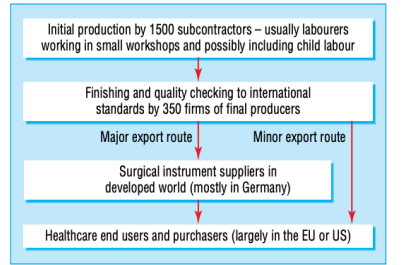 Initial production by 1500 subcontractors – usually labourers
working in small workshops and possibly including child labour
Finishing and quality checking to international
standards by 350 firms of final producers
Major export route
Minor export route
Surgical instrument suppliers in
developed world (mostly in Germany)
Healthcare end users and purchasers (largely in the EU or US)